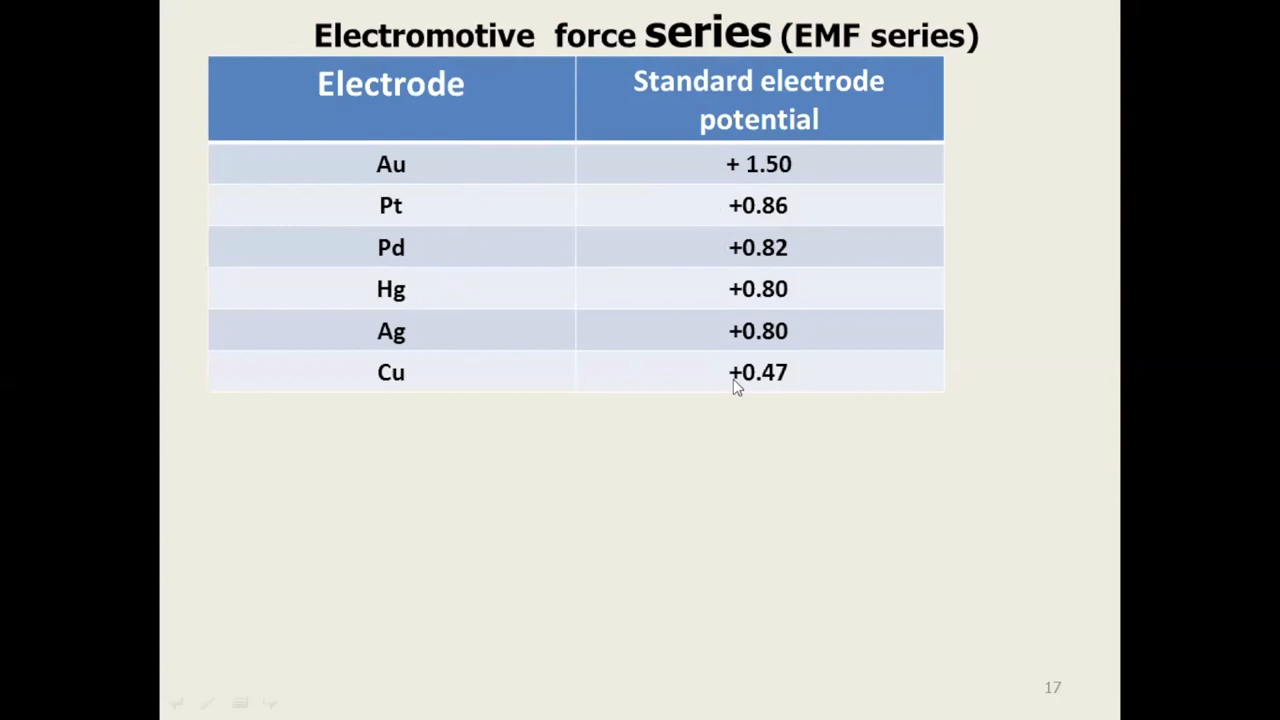 Electromotive force series (EMF series)
Electrode
Standard electrode
potential
Au
+ 1.50
Pt
+0.86
Pd
+0.82
Hg
+0.80
Ag
+0.80
Cu
+0.47
17